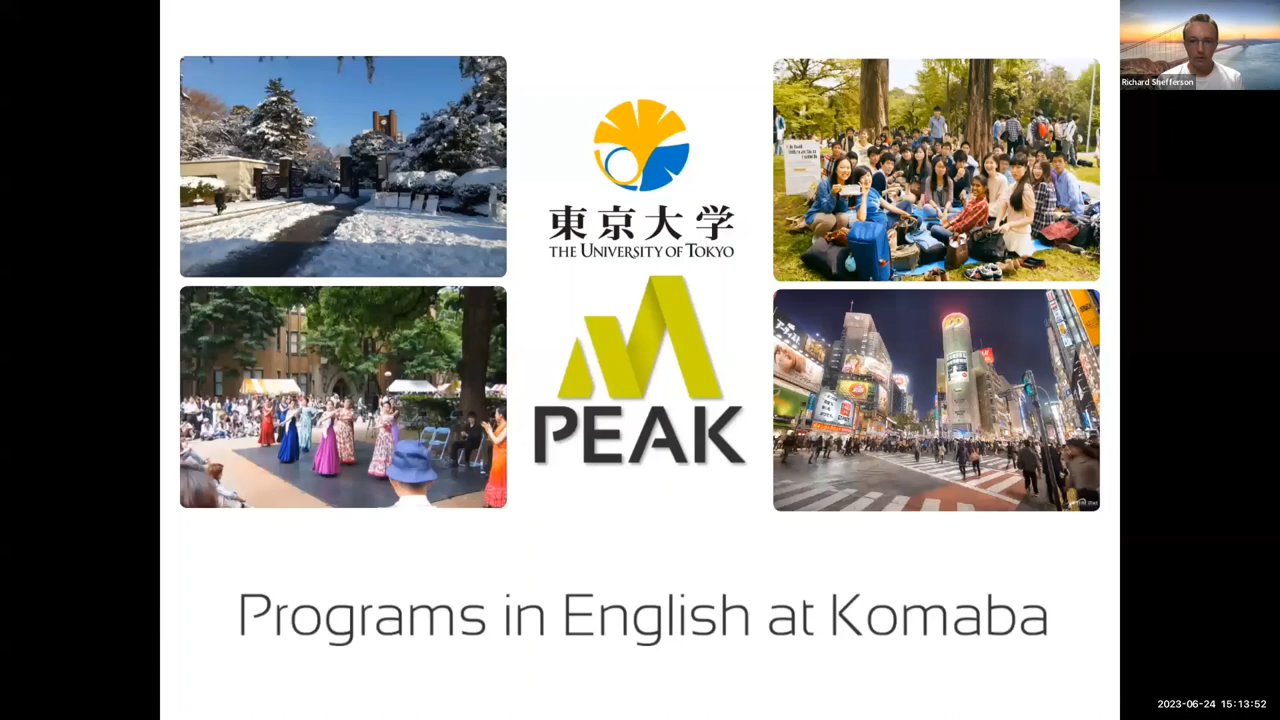 東京大学
THE UNIVERSITY OF TOKYO
PEAK
Programs in English at Komaba
Richard Shefferson
2023-06-24 15:13:52